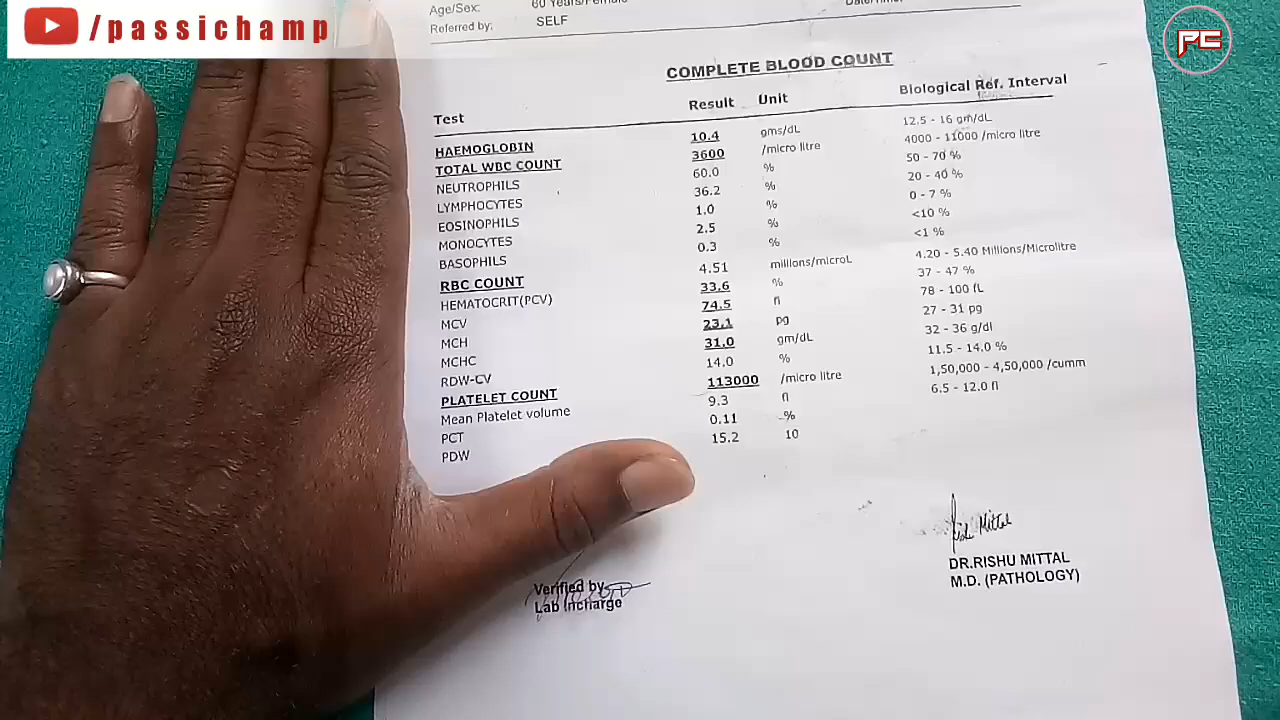 /passichamp
PC
Age/Sex: 60 Years/Female
Referred by: SELF
COMPLETE BLOOD COUNT
Test Result Unit Biological Ref. Interval
HAEMOGLOBIN 10.4 gms/dL 12.5 - 16 gm/dL
TOTAL WBC COUNT 3600 /micro litre 4000 - 11000 /micro litre
NEUTROPHILS 60.0 % 50 - 70 %
LYMPHOCYTES 36.2 % 20 - 40 %
EOSINOPHILS 1.0 % 0 - 7 %
MONOCYTES 2.5 % <10 %
BASOPHILS 0.3 % <1 %
RBC COUNT 4.51 millions/microL 4.20 - 5.40 Millions/Microlitre
HEMATOCRIT(PCV) 33.6 % 37 - 47 %
MCV 74.5 fl 78 - 100 fL
MCH 23.1 pg 27 - 31 pg
MCHC 31.0 gm/dL 32 - 36 g/dl
RDW-CV 14.0 % 11.5 - 14.0 %
PLATELET COUNT 113000 /micro litre 1,50,000 - 4,50,000 /cumm
Mean Platelet volume 9.3 fl 6.5 - 12.0 fl
PCT 0.11 %
PDW 15.2 10
Verified by
Lab Incharge
DR.RISHU MITTAL
M.D. (PATHOLOGY)